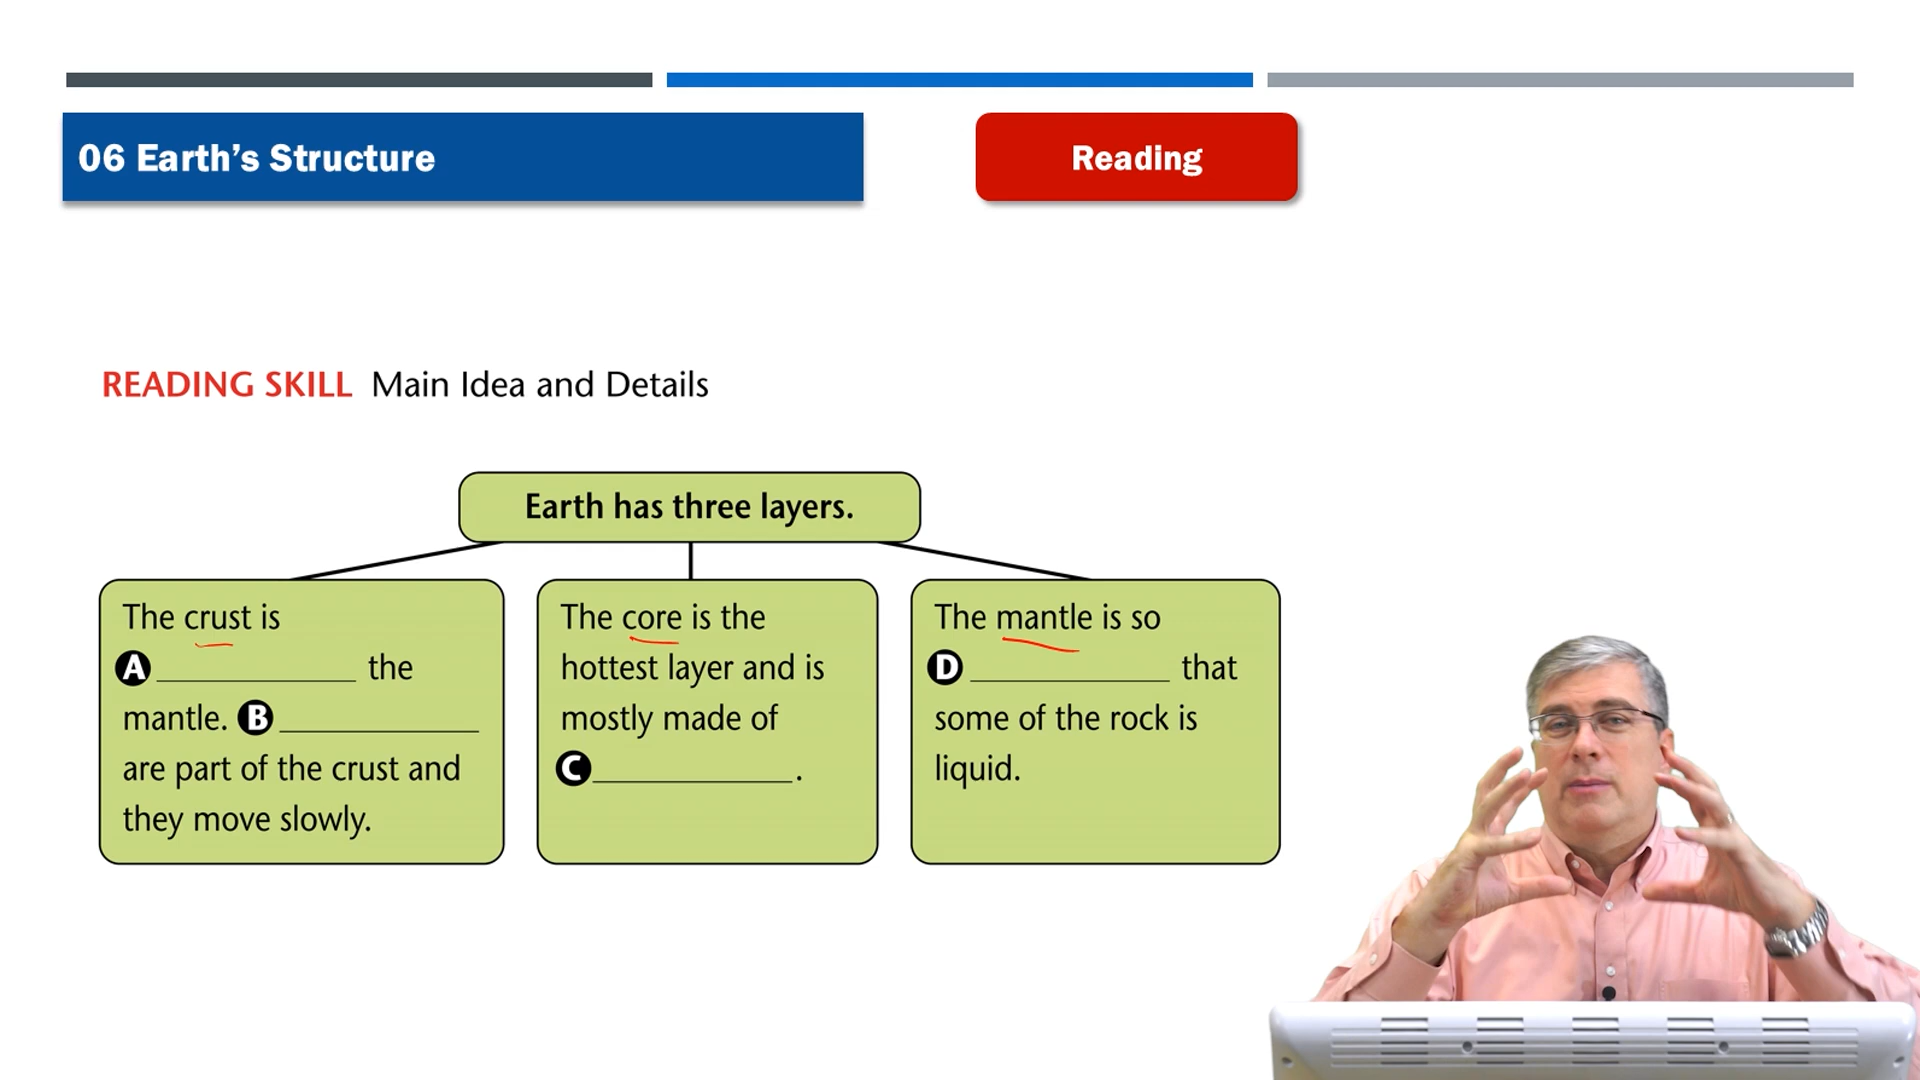 06 Earth's Structure
Reading
READING SKILL Main Idea and Details
Earth has three layers.
The crust is
A ____________ the
mantle. B ____________
are part of the crust and
they move slowly.
The core is the
hottest layer and is
mostly made of
C ____________.
The mantle is so
D ____________ that
some of the rock is
liquid.